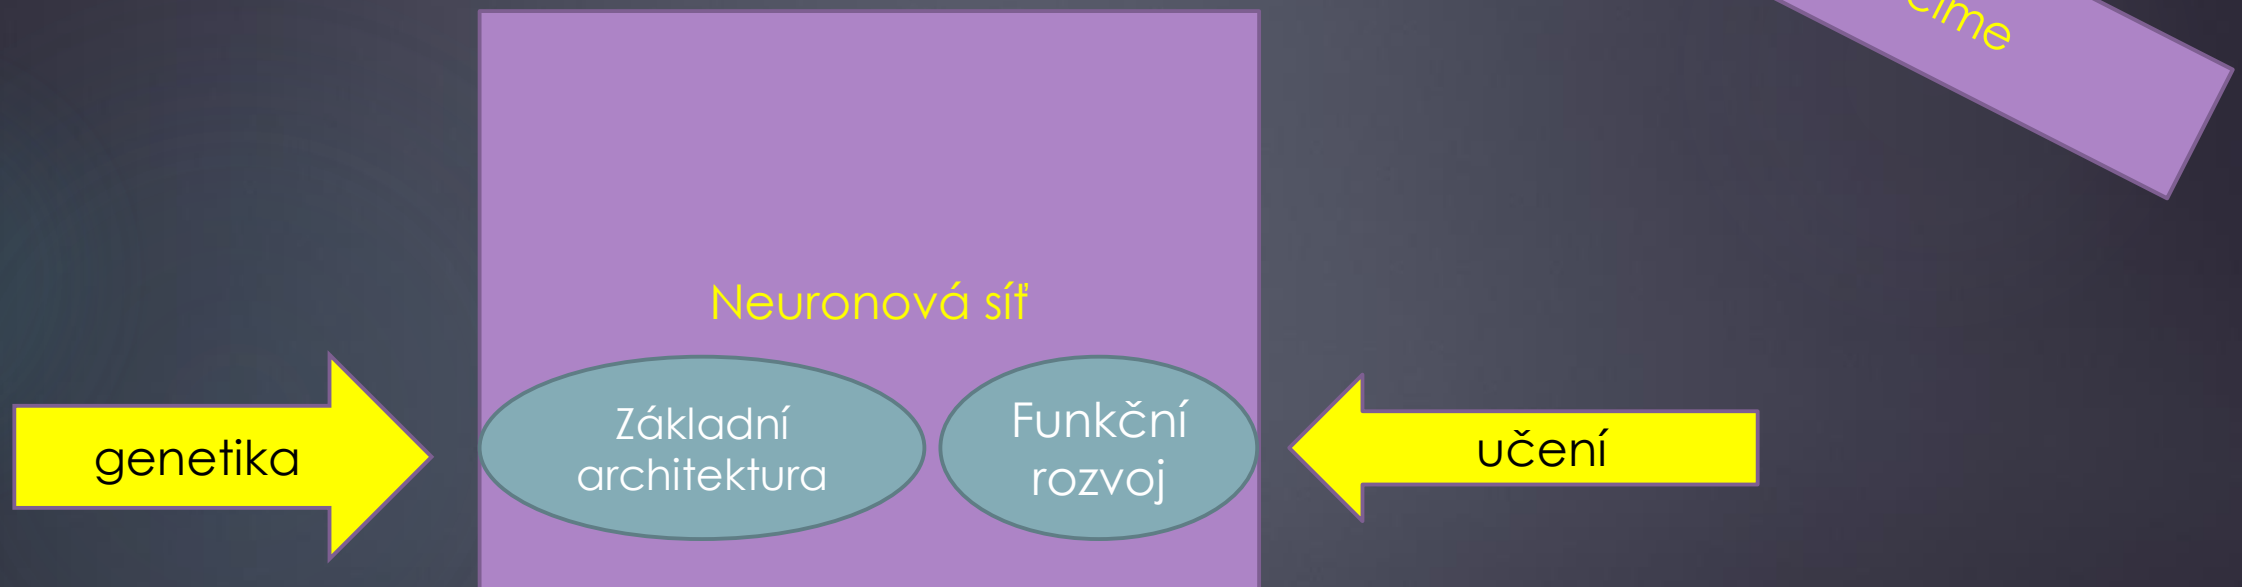 Neuronová síť
genetika
Základní
architektura
Funkční
rozvoj
učení